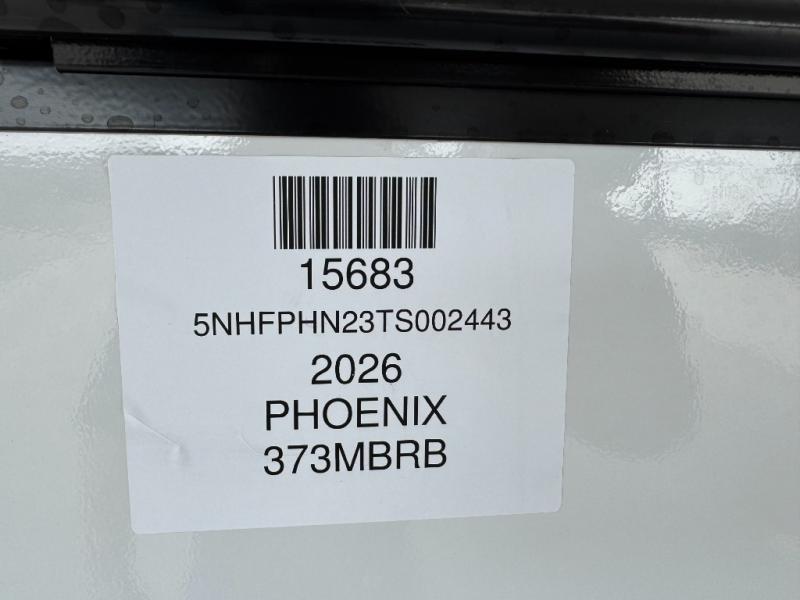 15683
5NHFPHN23TS002443
2026
PHOENIX
373MBRB